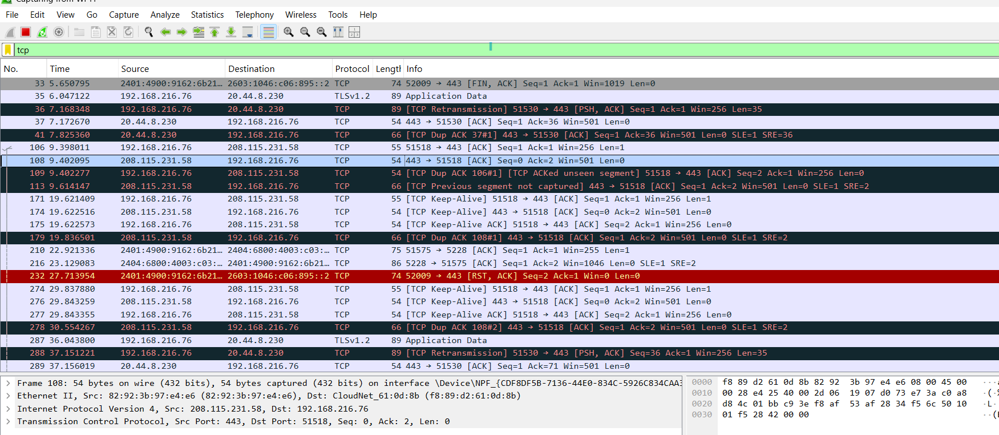 Capturing from Wi-Fi
File Edit View Go Capture Analyze Statistics Telephony Wireless Tools Help
tcp
No. Time Source Destination Protocol Length Info
33 5.650795 2401:4900:9162:6b21… 2603:1046:c06:895::2 TCP 74 52009 → 443 [FIN, ACK] Seq=1 Ack=1 Win=1019 Len=0
35 6.047122 192.168.216.76 20.44.8.230 TLSv1.2 89 Application Data
36 7.168348 192.168.216.76 20.44.8.230 TCP 89 [TCP Retransmission] 51530 → 443 [PSH, ACK] Seq=1 Ack=1 Win=256 Len=35
37 7.172670 20.44.8.230 192.168.216.76 TCP 54 443 → 51530 [ACK] Seq=1 Ack=36 Win=501 Len=0
41 7.825360 20.44.8.230 192.168.216.76 TCP 66 [TCP Dup ACK 37#1] 443 → 51530 [ACK] Seq=1 Ack=36 Win=501 Len=0 SLE=1 SRE=36
106 9.398011 192.168.216.76 208.115.231.58 TCP 55 51518 → 443 [ACK] Seq=1 Ack=1 Win=256 Len=1
108 9.402095 208.115.231.58 192.168.216.76 TCP 54 443 → 51518 [ACK] Seq=0 Ack=2 Win=501 Len=0
109 9.402277 192.168.216.76 208.115.231.58 TCP 54 [TCP Dup ACK 106#1] [TCP ACKed unseen segment] 51518 → 443 [ACK] Seq=2 Ack=1 Win=256 Len=0
113 9.614147 208.115.231.58 192.168.216.76 TCP 66 [TCP Previous segment not captured] 443 → 51518 [ACK] Seq=1 Ack=2 Win=501 Len=0 SLE=1 SRE=2
171 19.621409 192.168.216.76 208.115.231.58 TCP 55 [TCP Keep-Alive] 51518 → 443 [ACK] Seq=1 Ack=1 Win=256 Len=1
174 19.622516 208.115.231.58 192.168.216.76 TCP 54 [TCP Keep-Alive] 443 → 51518 [ACK] Seq=0 Ack=2 Win=501 Len=0
175 19.622573 192.168.216.76 208.115.231.58 TCP 54 [TCP Keep-Alive ACK] 51518 → 443 [ACK] Seq=2 Ack=1 Win=256 Len=0
179 19.836501 208.115.231.58 192.168.216.76 TCP 66 [TCP Dup ACK 108#1] 443 → 51518 [ACK] Seq=1 Ack=2 Win=501 Len=0 SLE=1 SRE=2
210 22.921336 2401:4900:9162:6b21… 2404:6800:4003:c03:… TCP 75 51575 → 5228 [ACK] Seq=1 Ack=1 Win=255 Len=1
216 23.129083 2404:6800:4003:c03:… 2401:4900:9162:6b21… TCP 86 5228 → 51575 [ACK] Seq=1 Ack=2 Win=1046 Len=0 SLE=1 SRE=2
232 27.713954 2401:4900:9162:6b21… 2603:1046:c06:895::2 TCP 74 52009 → 443 [RST, ACK] Seq=2 Ack=1 Win=0 Len=0
274 29.837880 192.168.216.76 208.115.231.58 TCP 55 [TCP Keep-Alive] 51518 → 443 [ACK] Seq=1 Ack=1 Win=256 Len=1
276 29.843259 208.115.231.58 192.168.216.76 TCP 54 [TCP Keep-Alive] 443 → 51518 [ACK] Seq=0 Ack=2 Win=501 Len=0
277 29.843355 192.168.216.76 208.115.231.58 TCP 54 [TCP Keep-Alive ACK] 51518 → 443 [ACK] Seq=2 Ack=1 Win=256 Len=0
278 30.554267 208.115.231.58 192.168.216.76 TCP 66 [TCP Dup ACK 108#2] 443 → 51518 [ACK] Seq=1 Ack=2 Win=501 Len=0 SLE=1 SRE=2
287 36.043800 192.168.216.76 20.44.8.230 TLSv1.2 89 Application Data
288 37.151221 192.168.216.76 20.44.8.230 TCP 89 [TCP Retransmission] 51530 → 443 [PSH, ACK] Seq=36 Ack=1 Win=256 Len=35
289 37.156019 20.44.8.230 192.168.216.76 TCP 54 443 → 51530 [ACK] Seq=1 Ack=71 Win=501 Len=0
Frame 108: 54 bytes on wire (432 bits), 54 bytes captured (432 bits) on interface \Device\NPF_{CDF8DF5B-7136-44E0-834C-5926C834CAA3
Ethernet II, Src: 82:92:3b:97:e4:e6 (82:92:3b:97:e4:e6), Dst: CloudNet_61:0d:8b (f8:89:d2:61:0d:8b)
Internet Protocol Version 4, Src: 208.115.231.58, Dst: 192.168.216.76
Transmission Control Protocol, Src Port: 443, Dst Port: 51518, Seq: 0, Ack: 2, Len: 0
0000 f8 89 d2 61 0d 8b 82 92 3b 97 e4 e6 08 00 45 00 ···a
0010 00 28 e4 25 40 00 2d 06 19 07 d0 73 e7 3a c0 a8 ·(·%
0020 d8 4c 01 bb c9 3e f8 af 53 af 28 34 f5 6c 50 10 ·L·
0030 01 f5 28 42 00 00 ··(B